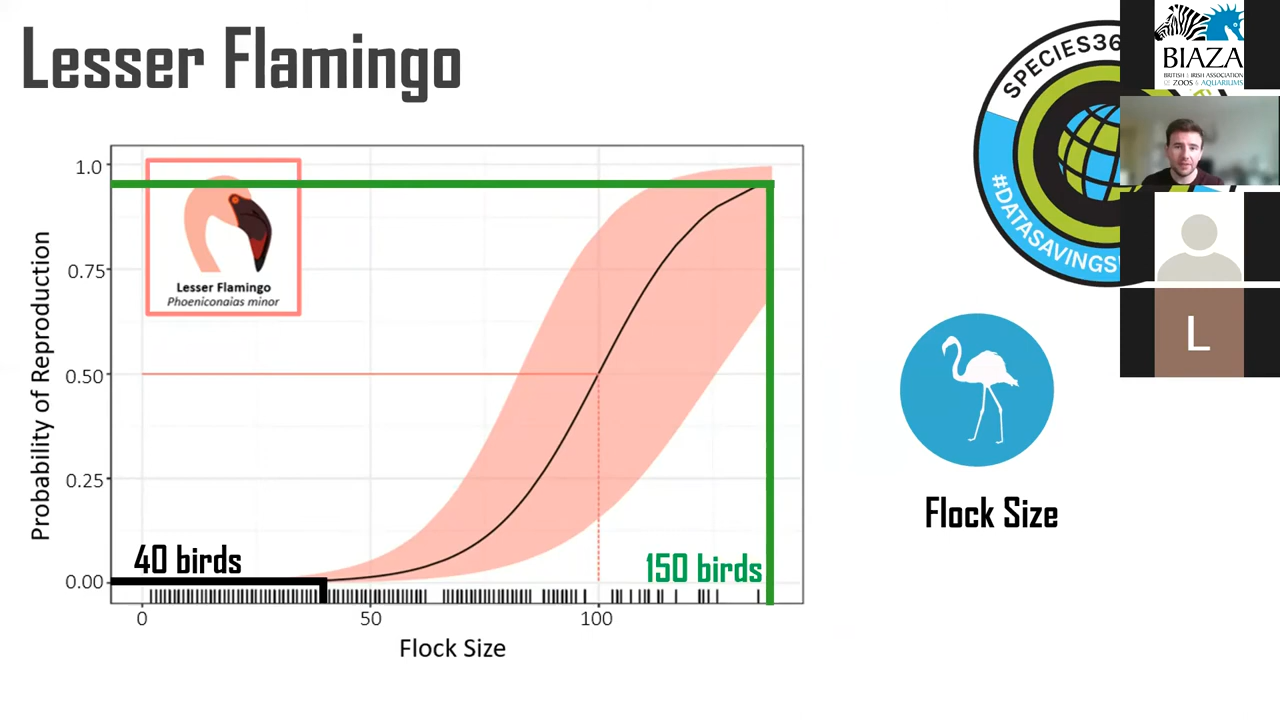 Lesser Flamingo
SPECIES36
#DATASAVINGS
BIAZA
BRITISH & IRISH ASSOCIATION
OF ZOOS & AQUARIUMS
L
Probability of Reproduction
1.0
0.75
0.50
0.25
0.00
Lesser Flamingo
Phoeniconaias minor
40 birds
150 birds
0
50
100
Flock Size
Flock Size